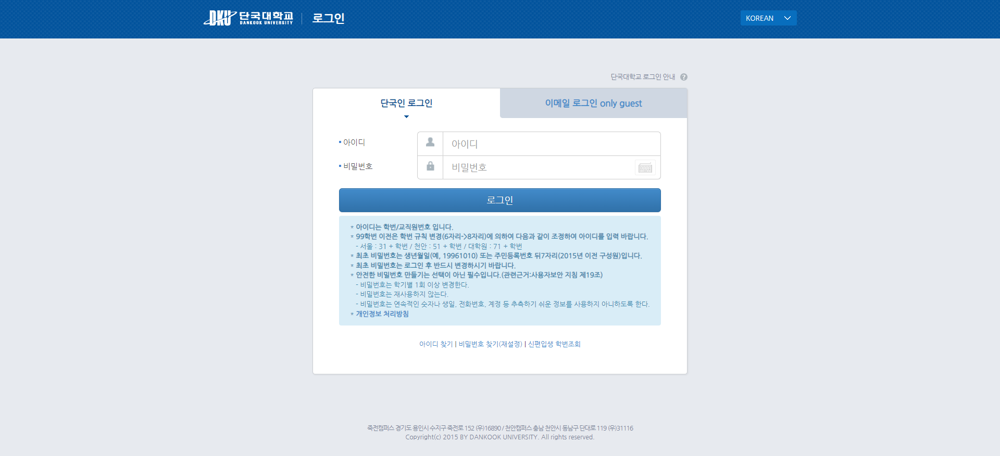 DKU 단국대학교 DANKOOK UNIVERSITY 로그인 KOREAN
단국대학교 로그인 안내 ?
단국인 로그인 이메일 로그인 only guest
아이디 아이디
비밀번호 비밀번호
로그인
* 아이디는 학번/교직원번호 입니다.
* 99학번 이전은 학번 규칙 변경(6자리->8자리)에 의하여 다음과 같이 조정하여 아이디를 입력 바랍니다.
- 서울 : 31 + 학번 / 천안 : 51 + 학번 / 대학원 : 71 + 학번
* 최초 비밀번호는 생년월일(예, 19961010) 또는 주민등록번호 뒤7자리(2015년 이전 구성원)입니다.
* 최초 비밀번호는 로그인 후 반드시 변경하시기 바랍니다.
* 안전한 비밀번호 만들기는 선택이 아닌 필수입니다.(관련근거:사용자보안 지침 제19조)
- 비밀번호는 학기별 1회 이상 변경한다.
- 비밀번호는 재사용하지 않는다.
- 비밀번호는 연속적인 숫자나 생일, 전화번호, 계정 등 추측하기 쉬운 정보를 사용하지 아니하도록 한다.
* 개인정보 처리방침
아이디 찾기 | 비밀번호 찾기(재설정) | 신편입생 학번조회
죽전캠퍼스 경기도 용인시 수지구 죽전로 152 (우)16890 / 천안캠퍼스 충남 천안시 동남구 단대로 119 (우)31116
Copyright(c) 2015 BY DANKOOK UNIVERSITY. All rights reserved.